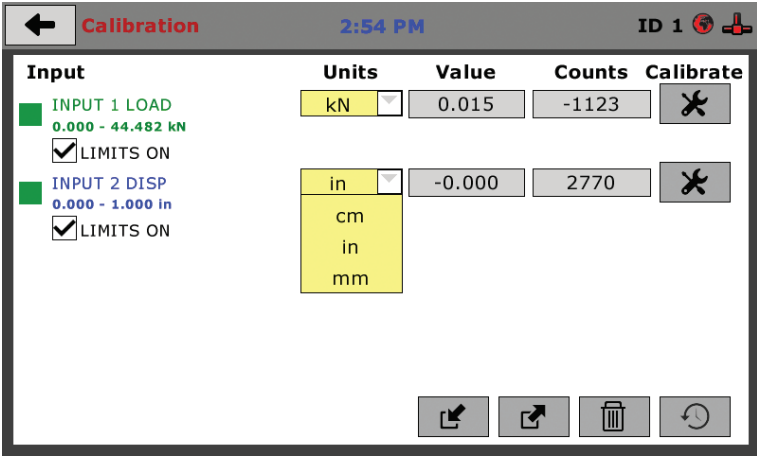 Calibration 2:54 PM ID 1
Input Units Value Counts Calibrate
INPUT 1 LOAD kN 0.015 -1123
0.000 - 44.482 kN
LIMITS ON
INPUT 2 DISP in -0.000 2770
0.000 - 1.000 in
cm
LIMITS ON
in
mm